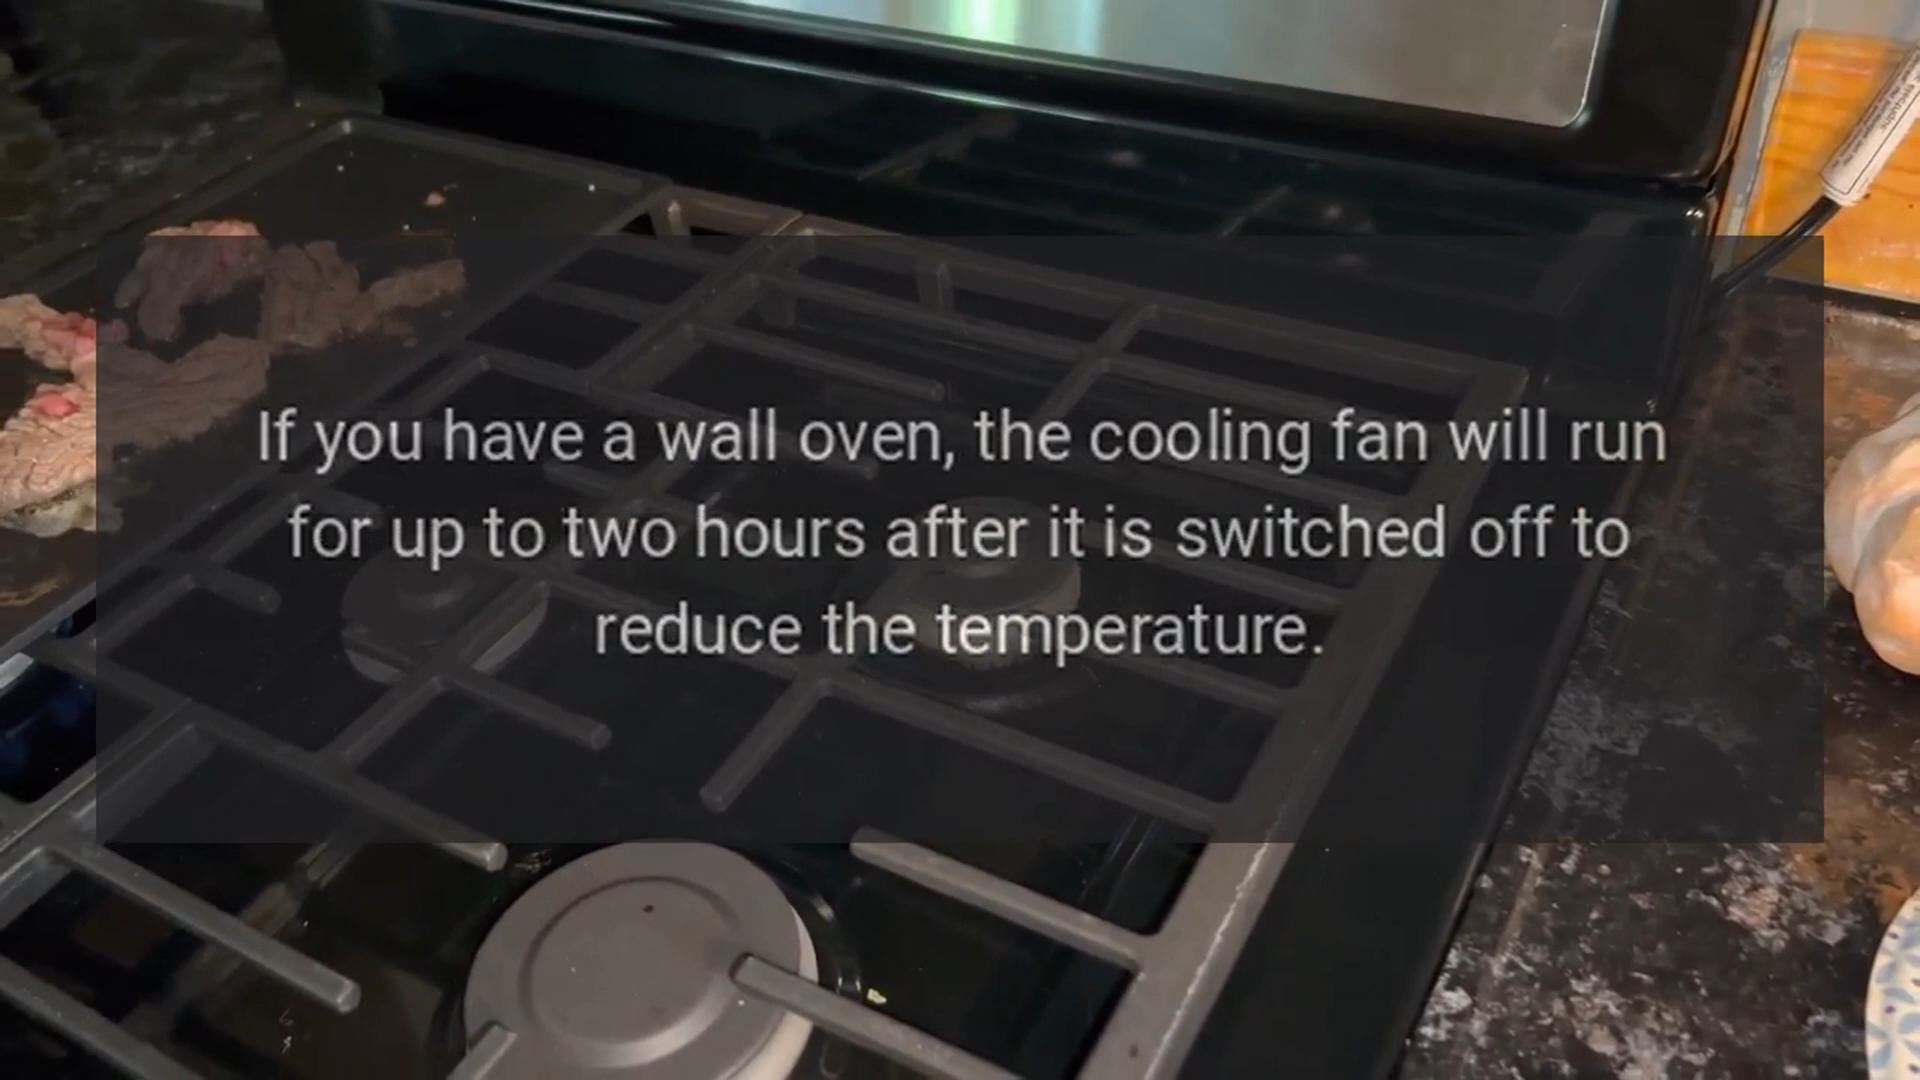 If you have a wall oven, the cooling fan will run
for up to two hours after it is switched off to
reduce the temperature.